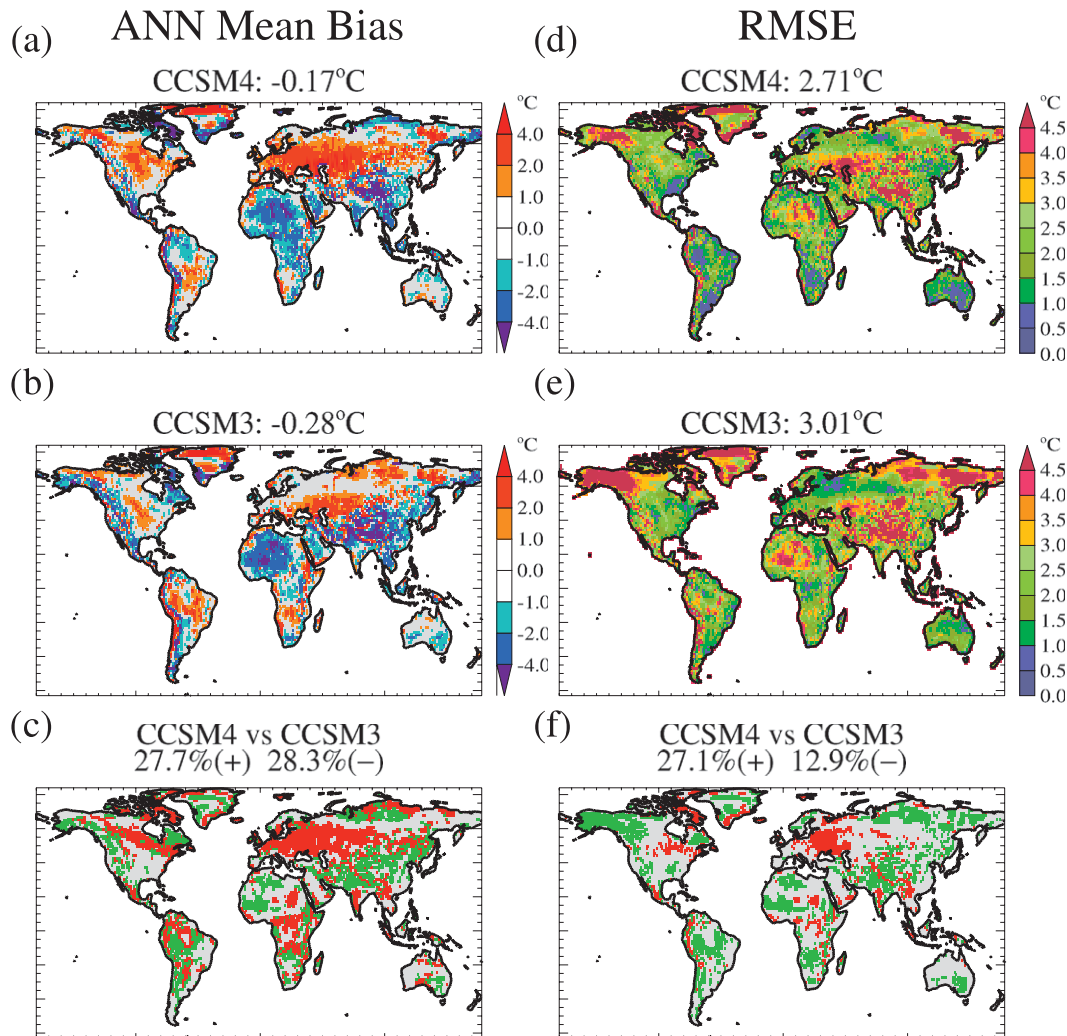 ANN Mean Bias
RMSE
(a)
CCSM4: -0.17°C
°C
4.0
2.0
1.0
0.0
-1.0
-2.0
-4.0
(d)
CCSM4: 2.71°C
°C
4.5
4.0
3.5
3.0
2.5
2.0
1.5
1.0
0.5
0.0
(b)
CCSM3: -0.28°C
°C
4.0
2.0
1.0
0.0
-1.0
-2.0
-4.0
(e)
CCSM3: 3.01°C
°C
4.5
4.0
3.5
3.0
2.5
2.0
1.5
1.0
0.5
0.0
(c)
CCSM4 vs CCSM3
27.7%(+) 28.3%(−)
(f)
CCSM4 vs CCSM3
27.1%(+) 12.9%(−)